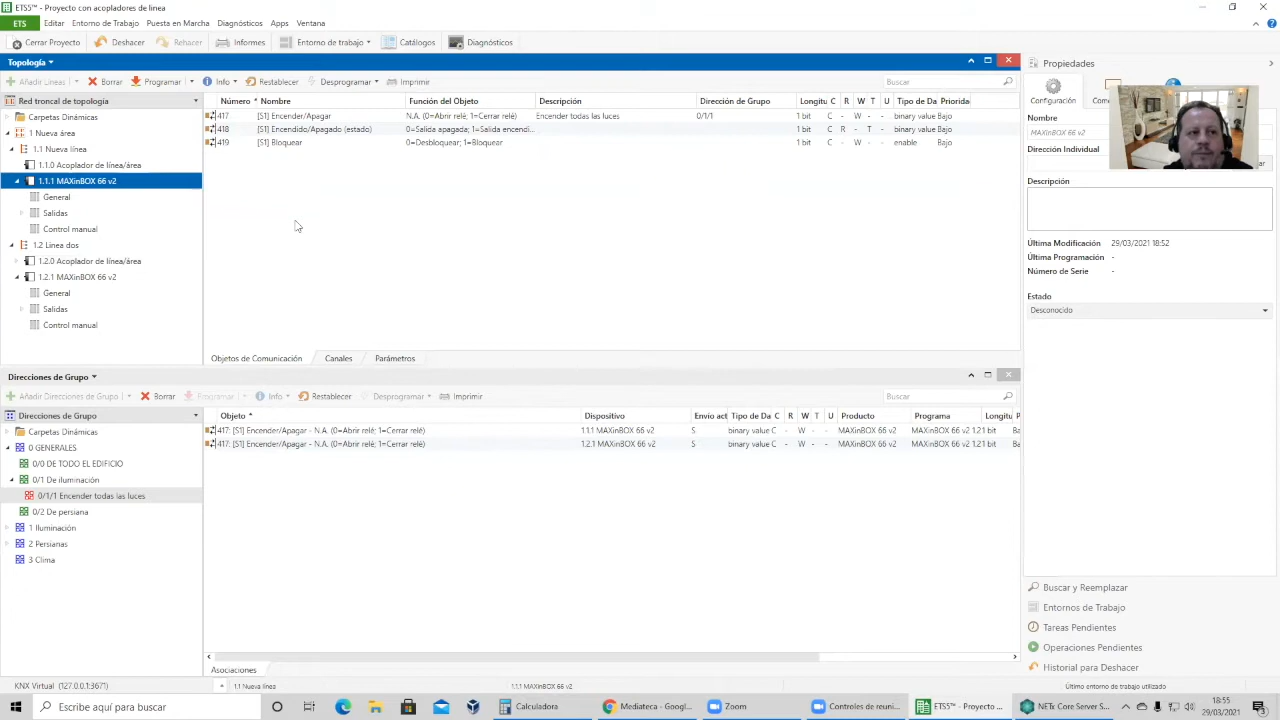 ETS5™ - Proyecto con acopladores de linea
ETS Editar Entorno de Trabajo Puesta en Marcha Diagnósticos Apps Ventana
Cerrar Proyecto Deshacer Rehacer Informes Entorno de trabajo Catálogos Diagnósticos
Topología
Añadir Líneas Borrar Programar Info Restablecer Desprogramar Imprimir Buscar
Red troncal de topología
Carpetas Dinámicas
1 Nueva área
1.1 Nueva línea
1.1.0 Acoplador de línea/área
1.1.1 MAXinBOX 66 v2
General
Salidas
Control manual
1.2 Linea dos
1.2.0 Acoplador de línea/área
1.2.1 MAXinBOX 66 v2
General
Salidas
Control manual
Número Nombre Función del Objeto Descripción Dirección de Grupo Longitu C R W T U Tipo de Da Priorida
417 [S1] Encender/Apagar N.A. (0=Abrir relé; 1=Cerrar relé) Encender todas las luces 0/1/1 1 bit C - W - - binary value Bajo
418 [S1] Encendido/Apagado (estado) 0=Salida apagada; 1=Salida encendi... 1 bit C R - T - binary value Bajo
419 [S1] Bloquear 0=Desbloquear; 1=Bloquear 1 bit C - W - - enable Bajo
Objetos de Comunicación Canales Parámetros
Direcciones de Grupo
Añadir Direcciones de Grupo Borrar Programar Info Restablecer Desprogramar Imprimir Buscar
Direcciones de Grupo
Carpetas Dinámicas
0 GENERALES
0/0 DE TODO EL EDIFICIO
0/1 De iluminación
0/1/1 Encender todas las luces
0/2 De persiana
1 Iluminación
2 Persianas
3 Clima
Objeto Dispositivo Envio act Tipo de Da C R W T U Producto Programa Longitu P
417: [S1] Encender/Apagar - N.A. (0=Abrir relé; 1=Cerrar relé) 1.1.1 MAXinBOX 66 v2 S binary value C - W - - MAXinBOX 66 v2 MAXinBOX 66 v2 1.2 1 bit Ba
417: [S1] Encender/Apagar - N.A. (0=Abrir relé; 1=Cerrar relé) 1.2.1 MAXinBOX 66 v2 S binary value C - W - - MAXinBOX 66 v2 MAXinBOX 66 v2 1.2 1 bit Ba
Asociaciones
Propiedades
Configuración
Nombre
MAXinBOX 66 v2
Dirección Individual
Descripción
Última Modificación 29/03/2021 18:52
Última Programación -
Número de Serie -
Estado
Desconocido
Buscar y Reemplazar
Entornos de Trabajo
Tareas Pendientes
Operaciones Pendientes
Historial para Deshacer
KNX Virtual (127.0.0.1:3671) 1.1 Nueva línea 1.1.1 MAXinBOX 66 v2 Último entorno de trabajo utilizado
Escribe aquí para buscar Calculadora Mediateca - Googl... Zoom Controles de reuni... ETS5™ - Proyecto ... NETx Core Server S... 18:55
29/03/2021